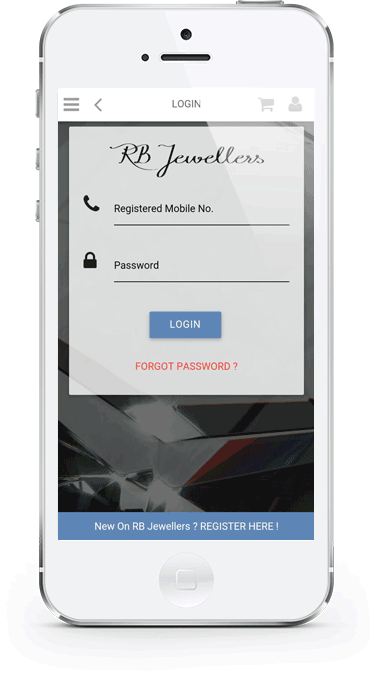 LOGIN
RB Jewellers
Registered Mobile No.
Password
LOGIN
FORGOT PASSWORD ?
New On RB Jewellers ? REGISTER HERE !